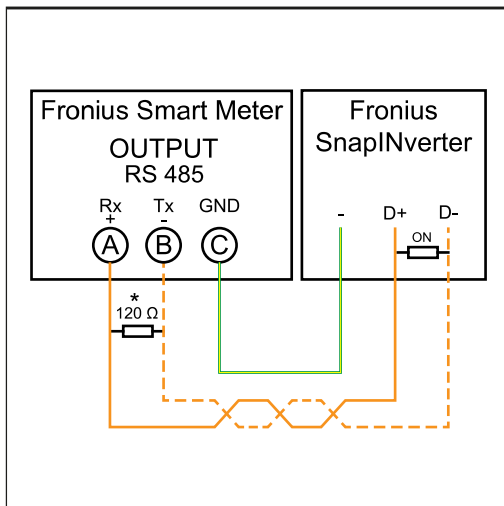 Fronius Smart Meter
OUTPUT
RS 485
Rx Tx GND
+ -
A B C
*
120 Ω
Fronius
SnapINverter
- D+ D-
ON